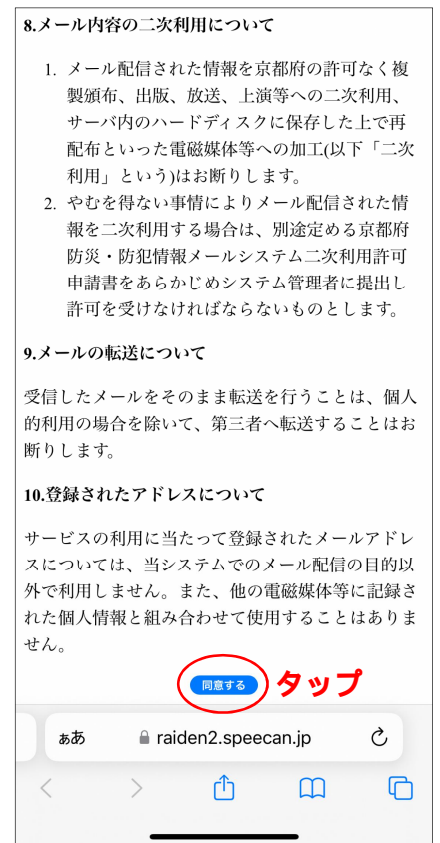 8.メール内容の二次利用について
1. メール配信された情報を京都府の許可なく複
製頒布、出版、放送、上演等への二次利用、
サーバ内のハードディスクに保存した上で再
配布といった電磁媒体等への加工(以下「二次
利用」という)はお断りします。
2. やむを得ない事情によりメール配信された情
報を二次利用する場合は、別途定める京都府
防災・防犯情報メールシステム二次利用許可
申請書をあらかじめシステム管理者に提出し
許可を受けなければならないものとします。
9.メールの転送について
受信したメールをそのまま転送を行うことは、個人
的利用の場合を除いて、第三者へ転送することはお
断りします。
10.登録されたアドレスについて
サービスの利用に当たって登録されたメールアドレ
スについては、当システムでのメール配信の目的以
外で利用しません。また、他の電磁媒体等に記録さ
れた個人情報と組み合わせて使用することはありま
せん。
同意する タップ
ぁあ raiden2.speecan.jp